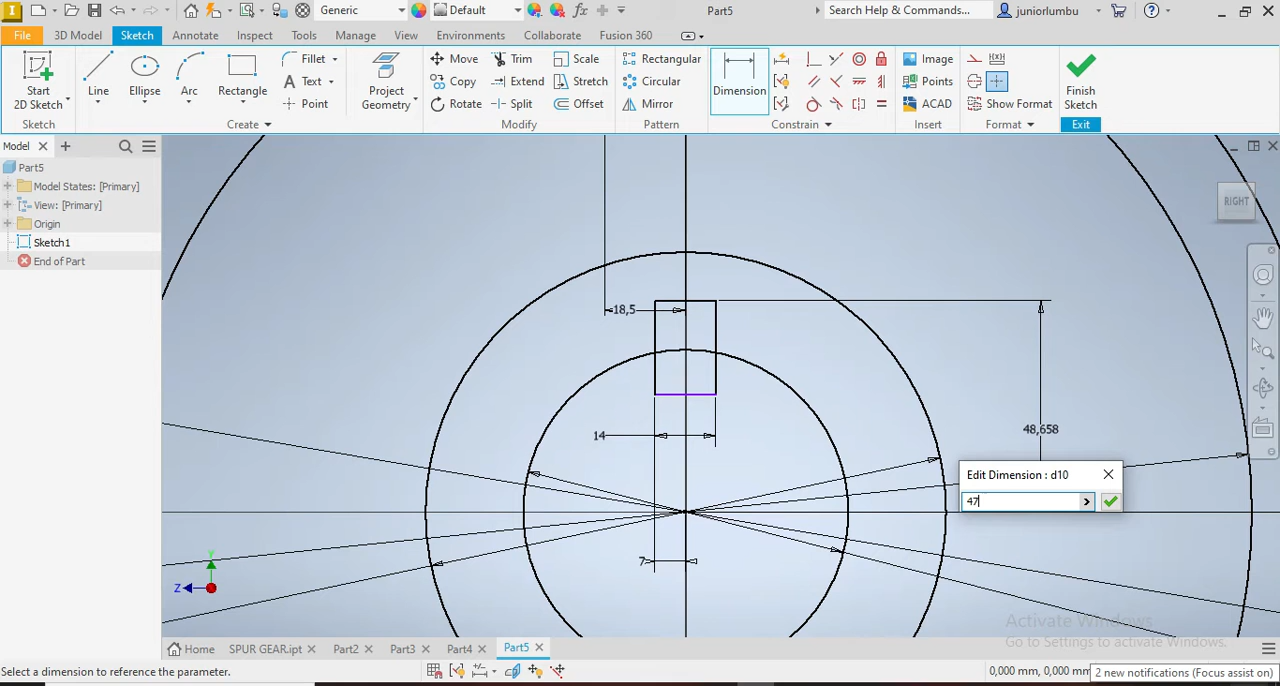 Generic
Default
Part5
Search Help & Commands...
juniorlumbu
File
3D Model
Sketch
Annotate
Inspect
Tools
Manage
View
Environments
Collaborate
Fusion 360
Start
2D Sketch
Line
Ellipse
Arc
Rectangle
Fillet
Text
Point
Project
Geometry
Move
Copy
Rotate
Trim
Extend
Split
Scale
Stretch
Offset
Rectangular
Circular
Mirror
Dimension
Image
Points
ACAD
Show Format
Finish
Sketch
Sketch
Create
Modify
Pattern
Constrain
Insert
Format
Exit
Model
Part5
Model States: [Primary]
View: [Primary]
Origin
Sketch1
End of Part
RIGHT
18,5
14
48,658
7
Edit Dimension : d10
47
Y
Z
Activate Windows
Go to Settings to activate Windows.
Home
SPUR GEAR.ipt
Part2
Part3
Part4
Part5
Select a dimension to reference the parameter.
0,000 mm, 0,000 mm
2 new notifications (Focus assist on)